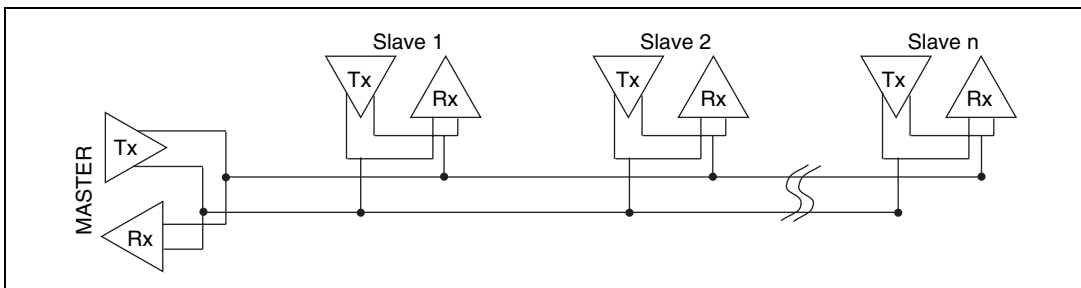 Slave 1
Slave 2
Slave n
Tx
Rx
Tx
Rx
Tx
Rx
MASTER
Tx
Rx